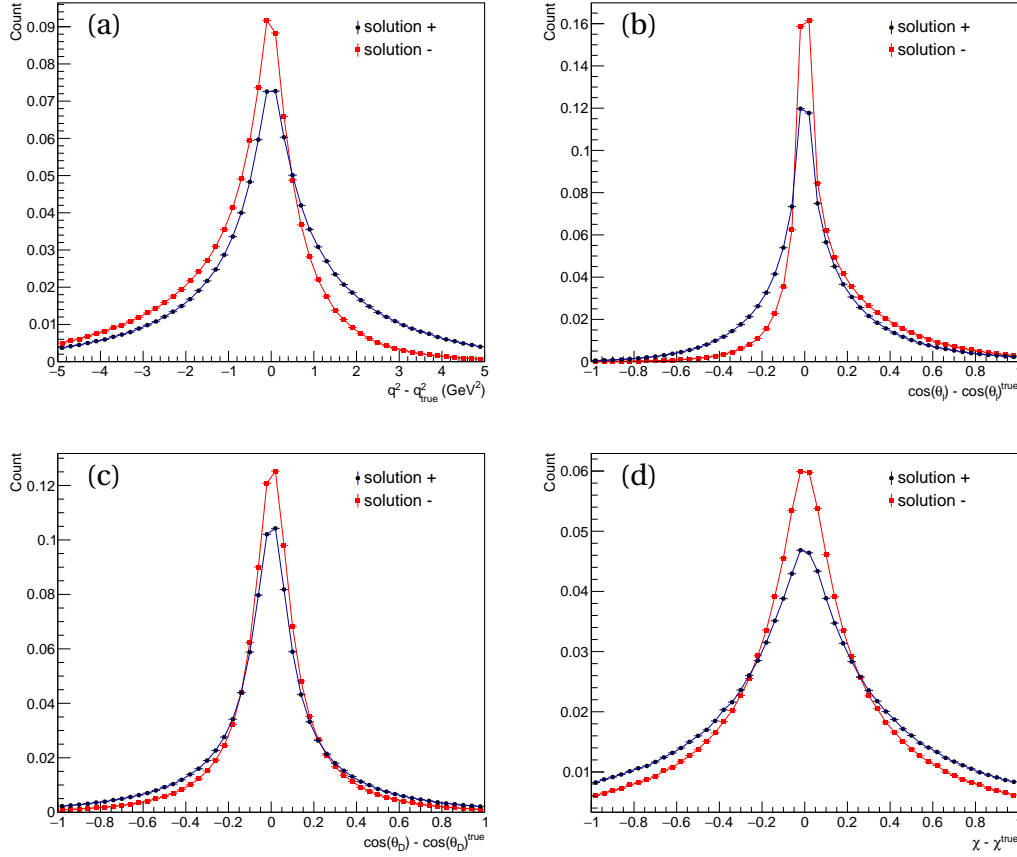 Count
(a)
solution +
solution -
0.09
0.08
0.07
0.06
0.05
0.04
0.03
0.02
0.01
0
−5 −4 −3 −2 −1 0 1 2 3 4 5
q² - q²true (GeV²)
Count
(b)
solution +
solution -
0.16
0.14
0.12
0.1
0.08
0.06
0.04
0.02
0
−1 −0.8 −0.6 −0.4 −0.2 0 0.2 0.4 0.6 0.8 1
cos(θl) - cos(θl)true
Count
(c)
solution +
solution -
0.12
0.1
0.08
0.06
0.04
0.02
0
−1 −0.8 −0.6 −0.4 −0.2 0 0.2 0.4 0.6 0.8 1
cos(θD) - cos(θD)true
Count
(d)
solution +
solution -
0.06
0.05
0.04
0.03
0.02
0.01
−1 −0.8 −0.6 −0.4 −0.2 0 0.2 0.4 0.6 0.8 1
χ - χtrue